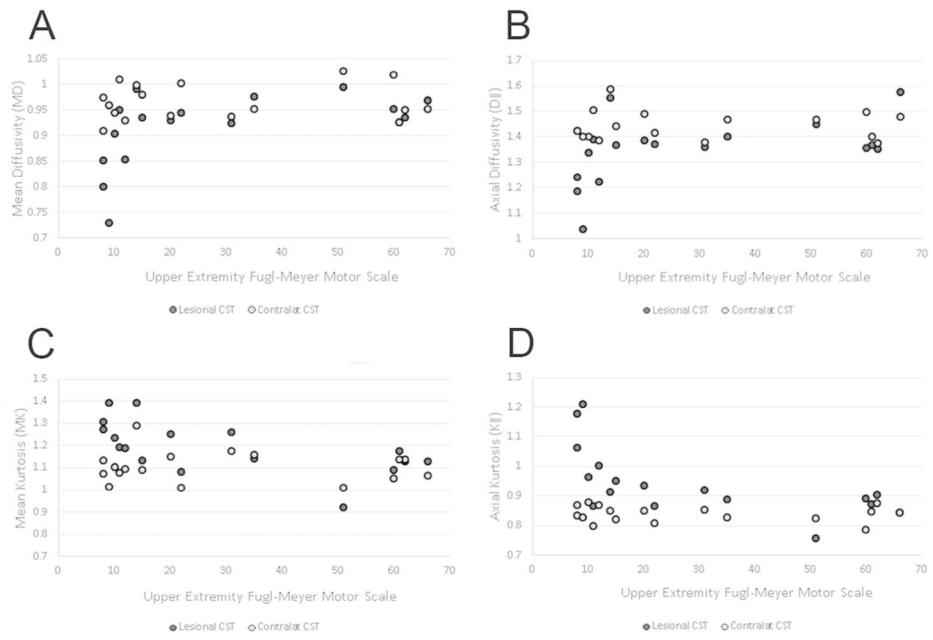 A
Mean Diffusivity (MD)
1.05
1
0.95
0.9
0.85
0.8
0.75
0.7
0 10 20 30 40 50 60 70
Upper Extremity Fugl-Meyer Motor Scale
Lesional CST Contralat CST
B
Axial Diffusivity (D||)
1.7
1.6
1.5
1.4
1.3
1.2
1.1
1
0 10 20 30 40 50 60 70
Upper Extremity Fugl-Meyer Motor Scale
Lesional CST Contralat CST
C
Mean Kurtosis (MK)
1.5
1.4
1.3
1.2
1.1
1
0.9
0.8
0.7
0 10 20 30 40 50 60 70
Upper Extremity Fugl-Meyer Motor Scale
Lesional CST Contralat CST
D
Axial Kurtosis (K||)
1.3
1.2
1.1
1
0.9
0.8
0.7
0 10 20 30 40 50 60 70
Upper Extremity Fugl-Meyer Motor Scale
Lesional CST Contralat CST